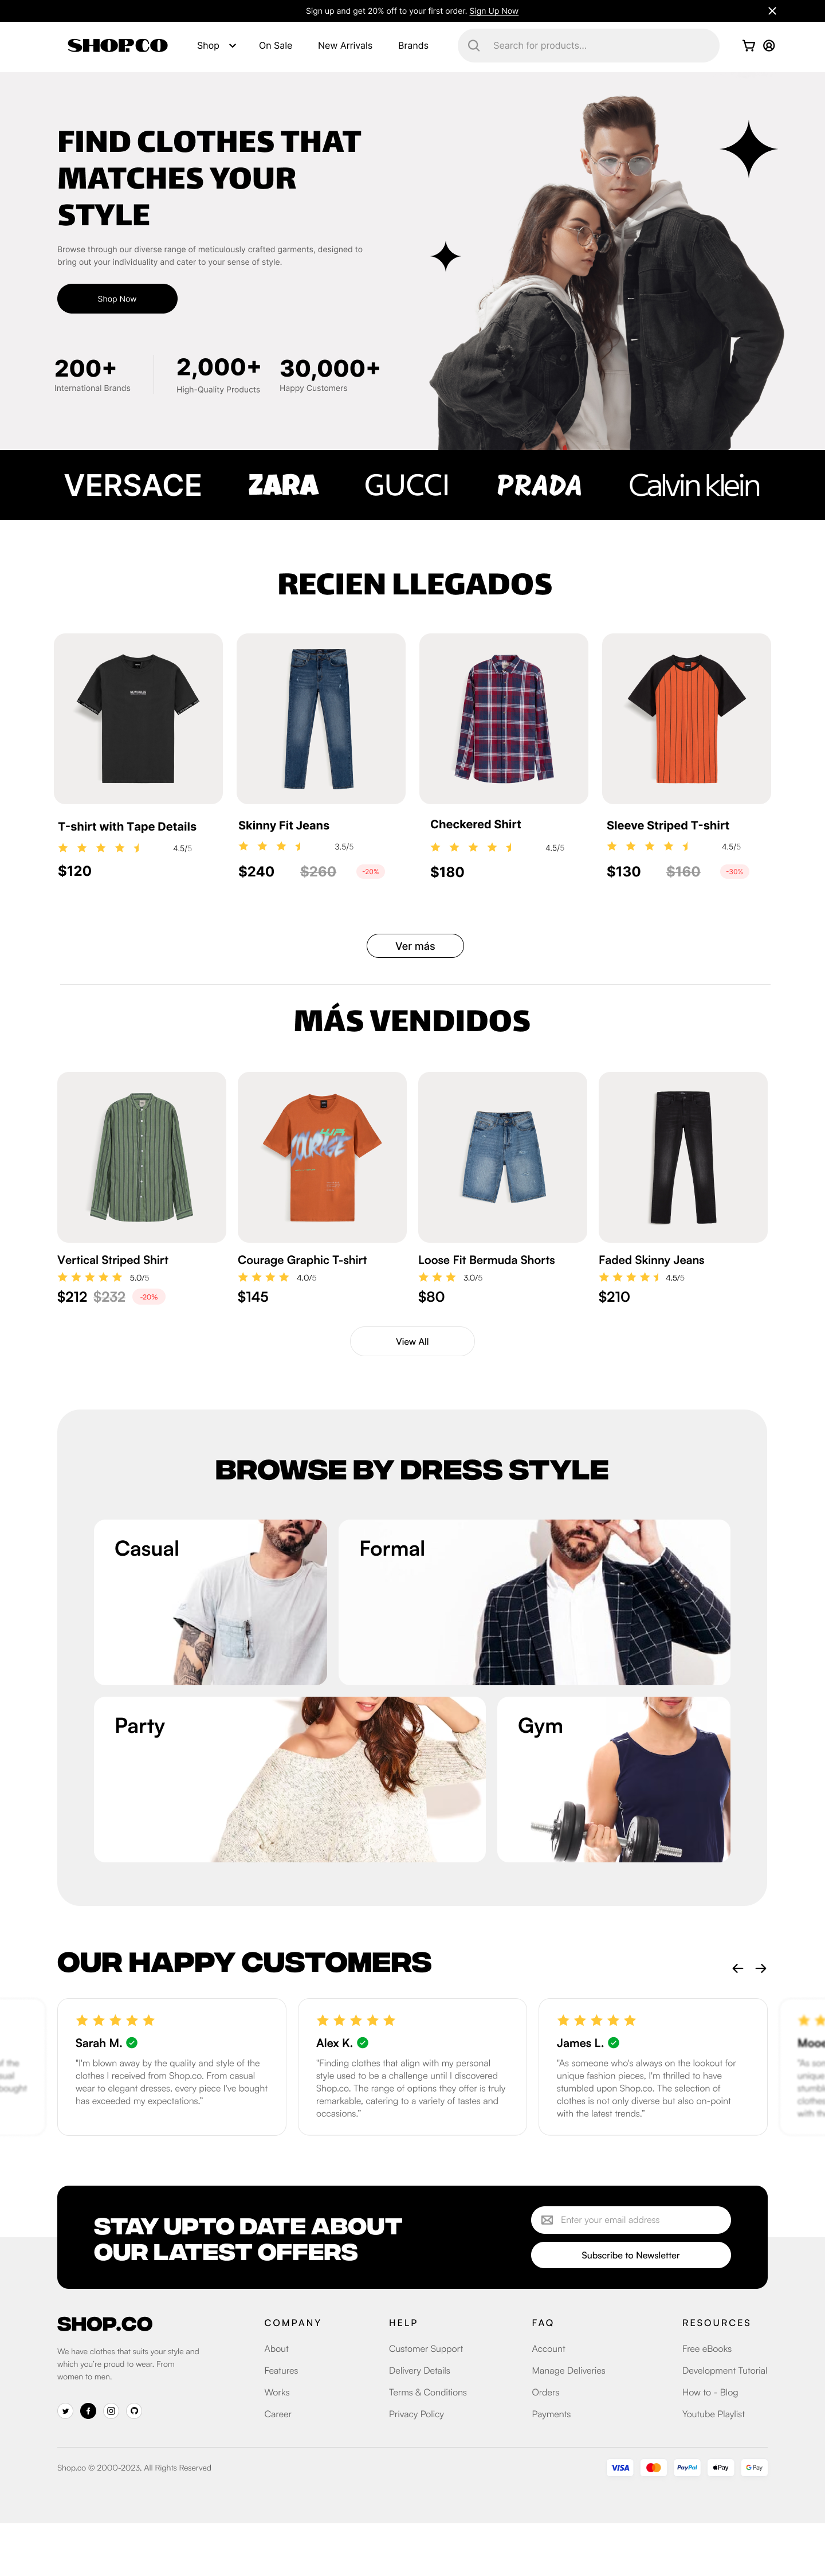 Sign up and get 20% off to your first order. Sign Up Now
SHOP.CO
Shop
On Sale
New Arrivals
Brands
Search for products...
FIND CLOTHES THAT
MATCHES YOUR
STYLE
Browse through our diverse range of meticulously crafted garments, designed to
bring out your individuality and cater to your sense of style.
Shop Now
200+
International Brands
2,000+
High-Quality Products
30,000+
Happy Customers
VERSACE
ZARA
GUCCI
PRADA
Calvin klein
RECIEN LLEGADOS
T-shirt with Tape Details
4.5/5
$120
Skinny Fit Jeans
3.5/5
$240 $260 -20%
Checkered Shirt
4.5/5
$180
Sleeve Striped T-shirt
4.5/5
$130 $160 -30%
Ver más
MÁS VENDIDOS
COURAGE
Vertical Striped Shirt
5.0/5
$212 $232 -20%
Courage Graphic T-shirt
4.0/5
$145
Loose Fit Bermuda Shorts
3.0/5
$80
Faded Skinny Jeans
4.5/5
$210
View All
BROWSE BY DRESS STYLE
Casual
Formal
Party
Gym
OUR HAPPY CUSTOMERS
Sarah M.
"I'm blown away by the quality and style of the
clothes I received from Shop.co. From casual
wear to elegant dresses, every piece I've bought
has exceeded my expectations."
Alex K.
"Finding clothes that align with my personal
style used to be a challenge until I discovered
Shop.co. The range of options they offer is truly
remarkable, catering to a variety of tastes and
occasions."
James L.
"As someone who's always on the lookout for
unique fashion pieces, I'm thrilled to have
stumbled upon Shop.co. The selection of
clothes is not only diverse but also on-point
with the latest trends."
STAY UPTO DATE ABOUT
OUR LATEST OFFERS
Enter your email address
Subscribe to Newsletter
SHOP.CO
We have clothes that suits your style and
which you're proud to wear. From
women to men.
COMPANY
About
Features
Works
Career
HELP
Customer Support
Delivery Details
Terms & Conditions
Privacy Policy
FAQ
Account
Manage Deliveries
Orders
Payments
RESOURCES
Free eBooks
Development Tutorial
How to - Blog
Youtube Playlist
Shop.co © 2000-2023, All Rights Reserved
VISA
PayPal
Pay
G Pay